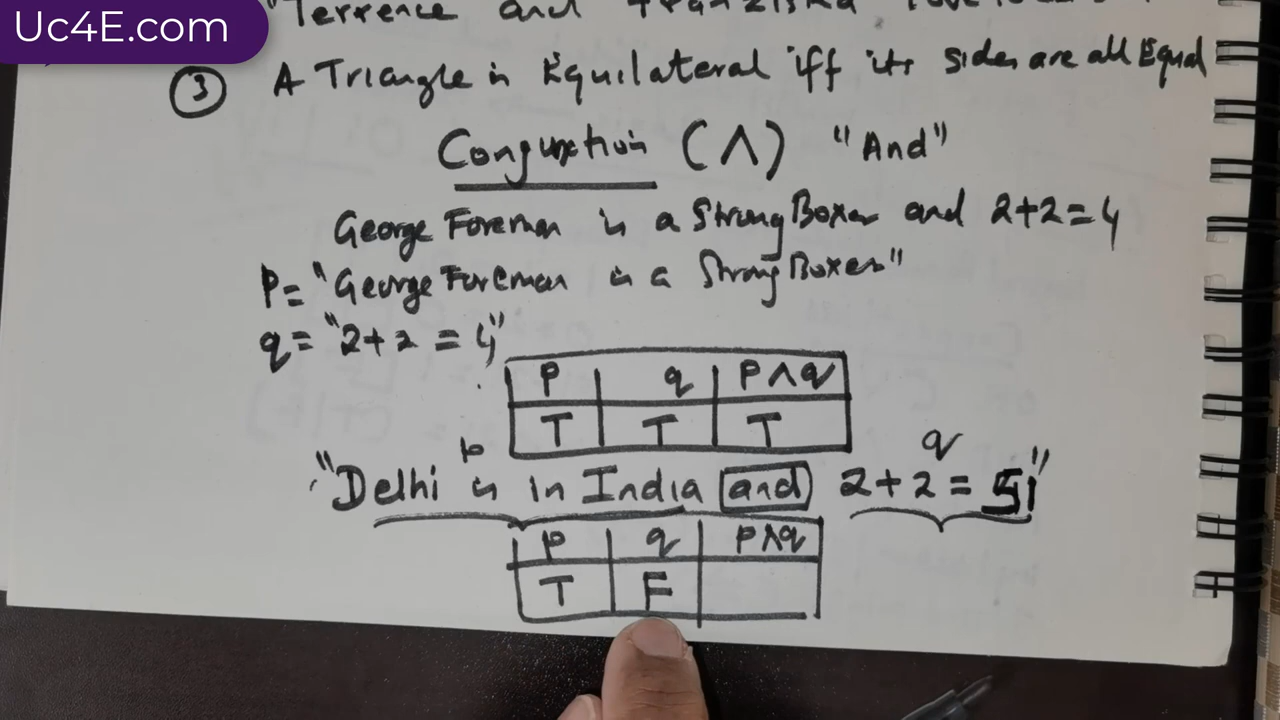 Uc4E.com
"Terrence and
③ A Triangle is Equilateral iff its sides are all Equal
Conjunction (∧) "And"
George Foreman is a Strong Boxer and 2+2=4
P= "George Foreman is a Strong Boxer"
q= "2+2 = 4"
p q p∧q
T T T
p q
"Delhi is in India and 2+2 = 5"
p q p∧q
T F